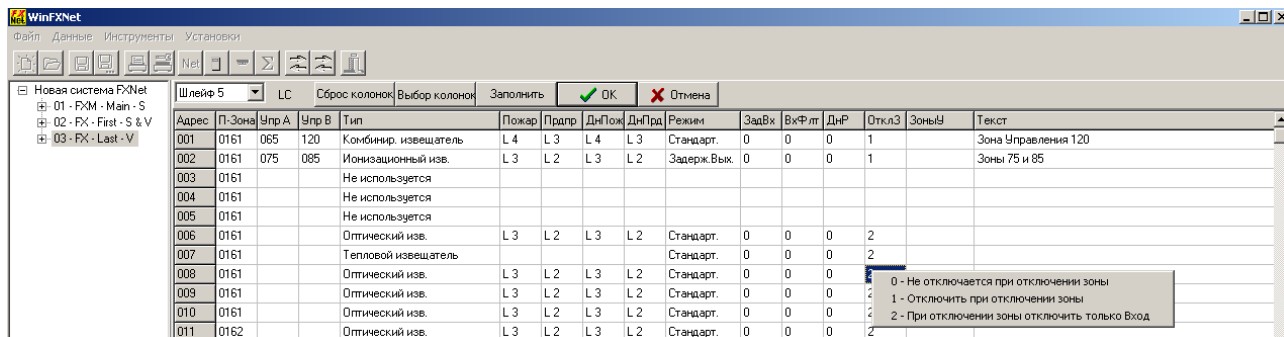 FX Net WinFXNet
Файл Данные Инструменты Установки
Net Σ
Новая система FXNet
01 - FXM - Main - S
02 - FX - First - S & V
03 - FX - Last - V
Шлейф 5 LC Сброс колонок Выбор колонок Заполнить OK Отмена
Адрес П-Зона Упр А Упр В Тип Пожар Прдпр ДнПож ДнПрд Режим ЗадВх ВхФлт ДнР ОтклЗ ЗоныУ Текст
001 0161 065 120 Комбинир. извещатель L 4 L 3 L 4 L 3 Стандарт. 0 0 0 1 Зона Управления 120
002 0161 075 085 Ионизационный изв. L 3 L 2 L 3 L 2 Задерж.Вых. 0 0 0 1 Зоны 75 и 85
003 0161 Не используется
004 0161 Не используется
005 0161 Не используется
006 0161 Оптический изв. L 3 L 2 L 3 L 2 Стандарт. 0 0 0 2
007 0161 Тепловой извещатель Стандарт. 0 0 0 2
008 0161 Оптический изв. L 3 L 2 L 3 L 2 Стандарт. 0 0 0 2
009 0161 Оптический изв. L 3 L 2 L 3 L 2 Стандарт. 0 0 0 2
010 0161 Оптический изв. L 3 L 2 L 3 L 2 Стандарт. 0 0 0 2
011 0162 Оптический изв. L 3 L 2 L 3 L 2 Стандарт. 0 0 0 2
0 - Не отключается при отключении зоны
1 - Отключить при отключении зоны
2 - При отключении зоны отключить только Вход